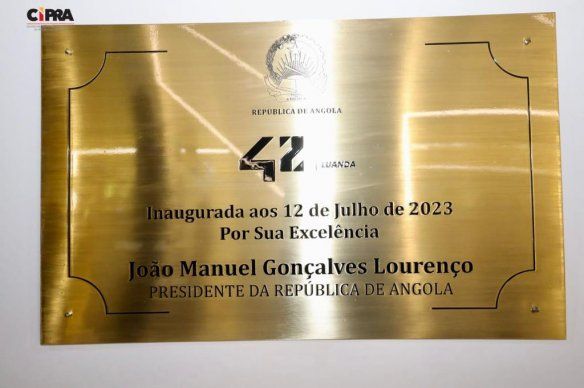 CIPRA
REPÚBLICA DE ANGOLA
42
LUANDA
Inaugurada aos 12 de Julho de 2023
Por Sua Excelência
João Manuel Gonçalves Lourenço
PRESIDENTE DA REPÚBLICA DE ANGOLA